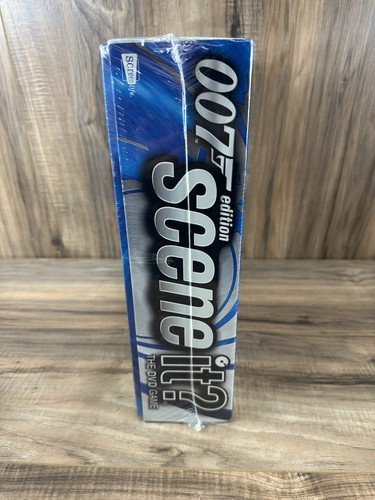 Screenlife.
007 edition
Scene it?
THE DVD GAME